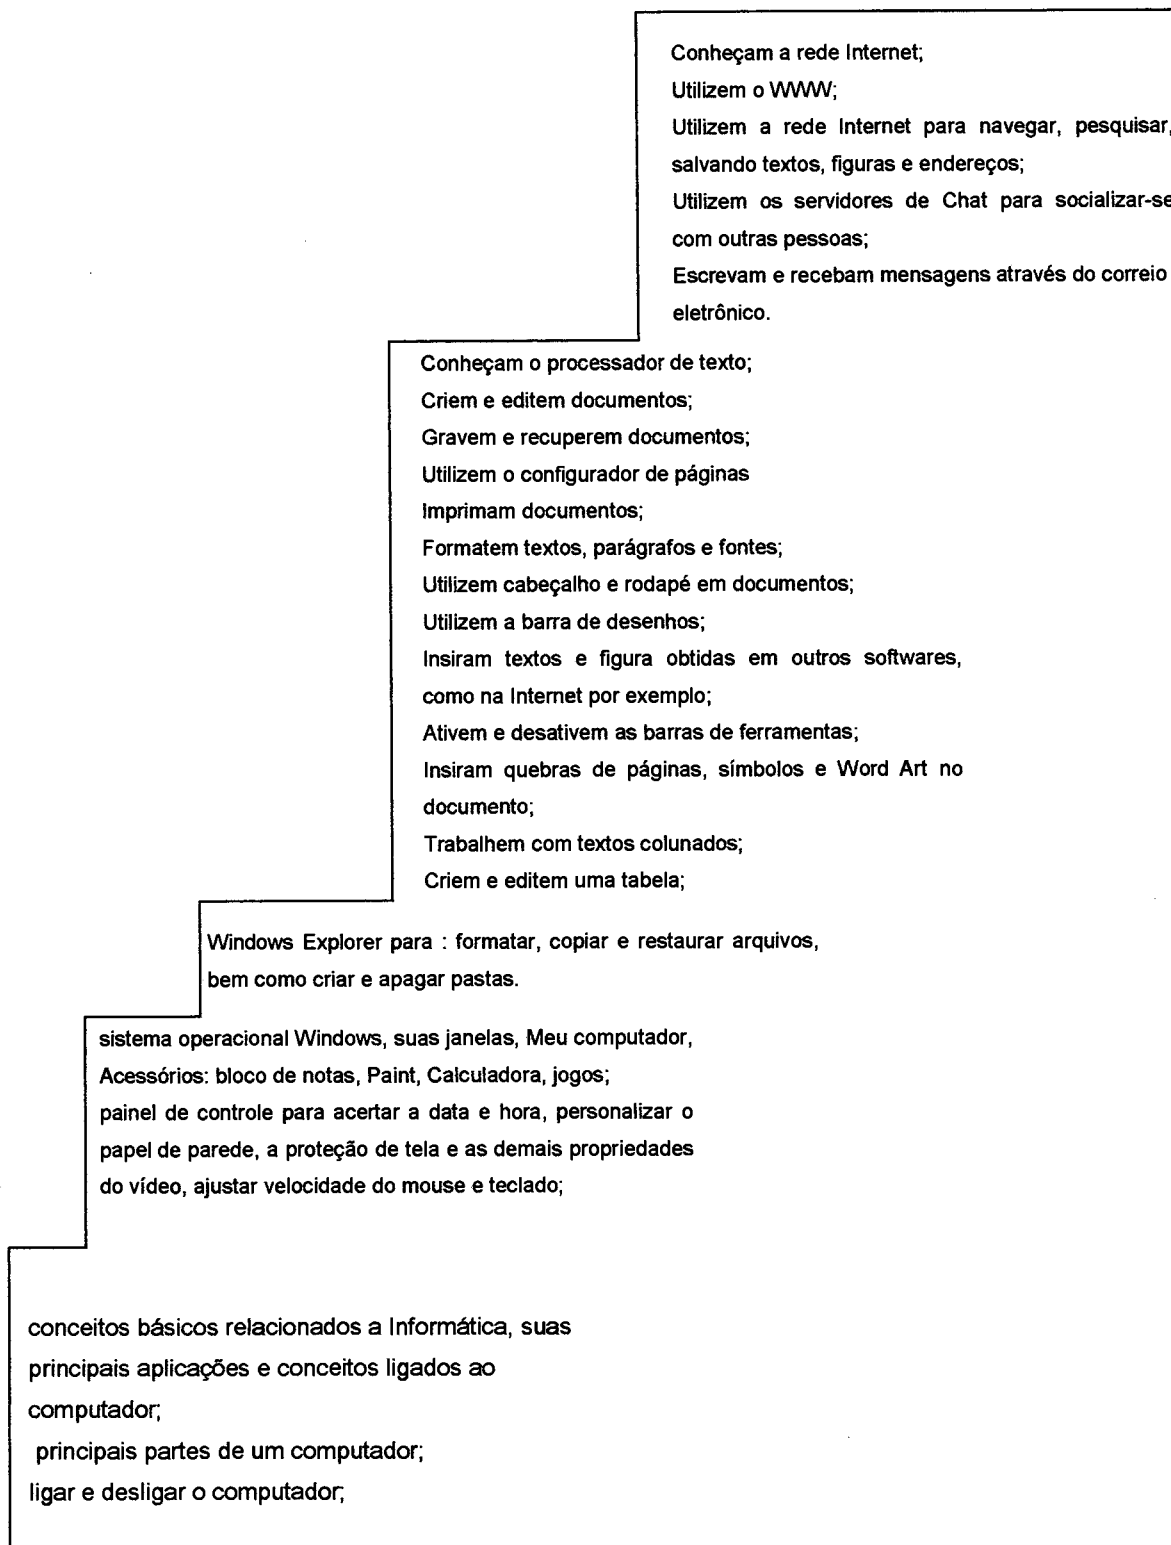 Conheçam a rede Internet;
Utilizem o WWW;
Utilizem a rede Internet para navegar, pesquisar,
salvando textos, figuras e endereços;
Utilizem os servidores de Chat para socializar-se
com outras pessoas;
Escrevam e recebam mensagens através do correio
eletrônico.
Conheçam o processador de texto;
Criem e editem documentos;
Gravem e recuperem documentos;
Utilizem o configurador de páginas
Imprimam documentos;
Formatem textos, parágrafos e fontes;
Utilizem cabeçalho e rodapé em documentos;
Utilizem a barra de desenhos;
Insiram textos e figura obtidas em outros softwares,
como na Internet por exemplo;
Ativem e desativem as barras de ferramentas;
Insiram quebras de páginas, símbolos e Word Art no
documento;
Trabalhem com textos colunados;
Criem e editem uma tabela;
Windows Explorer para : formatar, copiar e restaurar arquivos,
bem como criar e apagar pastas.
sistema operacional Windows, suas janelas, Meu computador,
Acessórios: bloco de notas, Paint, Calculadora, jogos;
painel de controle para acertar a data e hora, personalizar o
papel de parede, a proteção de tela e as demais propriedades
do vídeo, ajustar velocidade do mouse e teclado;
conceitos básicos relacionados a Informática, suas
principais aplicações e conceitos ligados ao
computador;
principais partes de um computador;
ligar e desligar o computador;